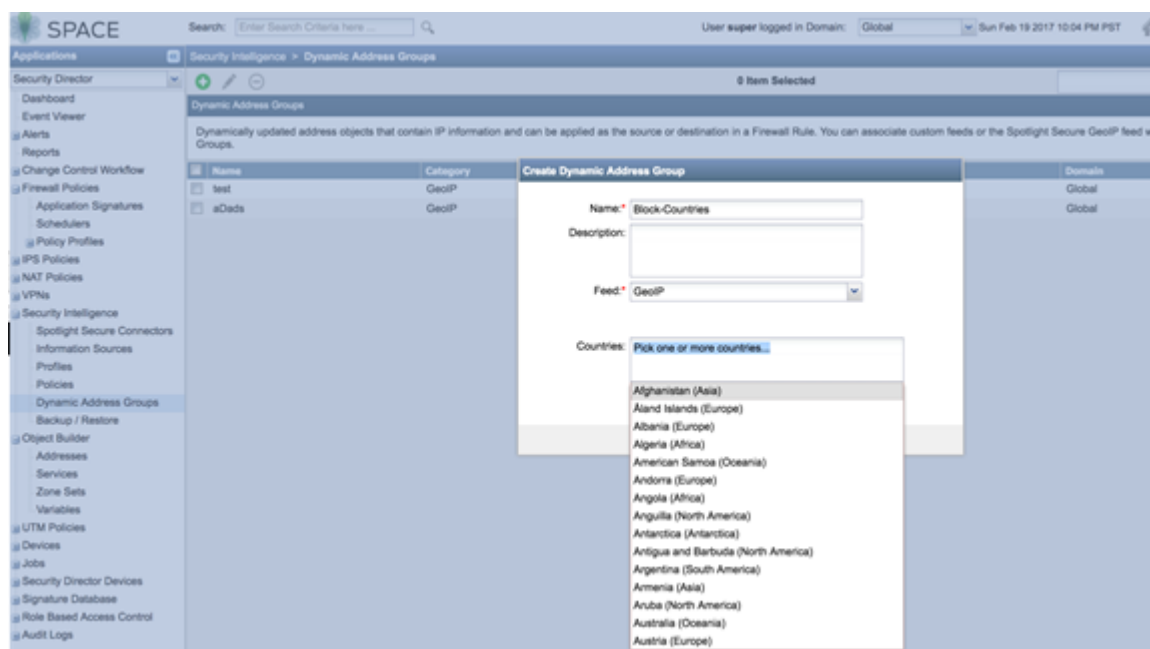 SPACE
Search: Enter Search Criteria here ...
User super logged in Domain: Global
Sun Feb 19 2017 10:04 PM PST
Applications
Security Intelligence > Dynamic Address Groups
Security Director
0 Item Selected
Dashboard
Event Viewer
Alerts
Reports
Change Control Workflow
Firewall Policies
Application Signatures
Schedulers
Policy Profiles
IPS Policies
NAT Policies
VPNs
Security Intelligence
Spotlight Secure Connectors
Information Sources
Profiles
Policies
Dynamic Address Groups
Backup / Restore
Object Builder
Addresses
Services
Zone Sets
Variables
UTM Policies
Devices
Jobs
Security Director Devices
Signature Database
Role Based Access Control
Audit Logs
Dynamic Address Groups
Dynamically updated address objects that contain IP information and can be applied as the source or destination in a Firewall Rule. You can associate custom feeds or the Spotlight Secure GeoIP feed w
Groups.
Name Category Domain
test GeoIP Global
aDads GeoIP Global
Create Dynamic Address Group
Name:* Block-Countries
Description:
Feed:* GeoIP
Countries: Pick one or more countries...
Afghanistan (Asia)
Åland Islands (Europe)
Albania (Europe)
Algeria (Africa)
American Samoa (Oceania)
Andorra (Europe)
Angola (Africa)
Anguilla (North America)
Antarctica (Antarctica)
Antigua and Barbuda (North America)
Argentina (South America)
Armenia (Asia)
Aruba (North America)
Australia (Oceania)
Austria (Europe)